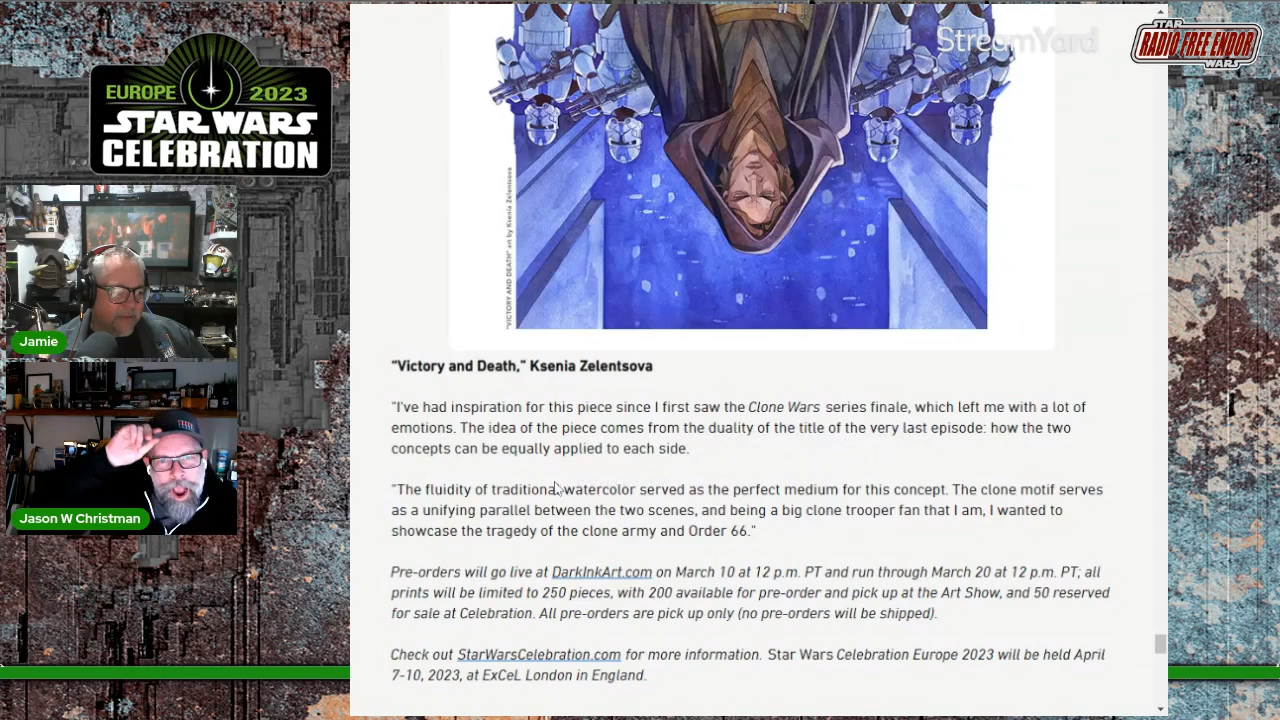 StreamYard
STAR
RADIO FREE ENDOR
WARS
EUROPE 2023
STAR WARS
CELEBRATION
Jamie
Jason W Christman
"VICTORY AND DEATH" art by Ksenia Zelentsova
“Victory and Death,” Ksenia Zelentsova
"I've had inspiration for this piece since I first saw the Clone Wars series finale, which left me with a lot of
emotions. The idea of the piece comes from the duality of the title of the very last episode: how the two
concepts can be equally applied to each side.
"The fluidity of traditional watercolor served as the perfect medium for this concept. The clone motif serves
as a unifying parallel between the two scenes, and being a big clone trooper fan that I am, I wanted to
showcase the tragedy of the clone army and Order 66."
Pre-orders will go live at DarkInkArt.com on March 10 at 12 p.m. PT and run through March 20 at 12 p.m. PT; all
prints will be limited to 250 pieces, with 200 available for pre-order and pick up at the Art Show, and 50 reserved
for sale at Celebration. All pre-orders are pick up only (no pre-orders will be shipped).
Check out StarWarsCelebration.com for more information. Star Wars Celebration Europe 2023 will be held April
7-10, 2023, at ExCeL London in England.